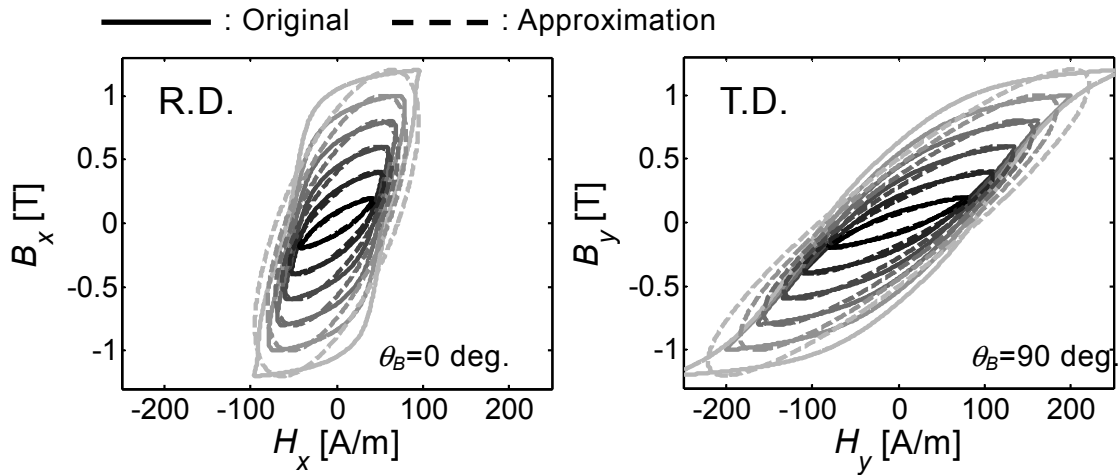 : Original : Approximation
R.D.
T.D.
1
0.5
0
-0.5
-1
B_x [T]
1
0.5
0
-0.5
-1
B_y [T]
θ_B=0 deg.
θ_B=90 deg.
-200 -100 0 100 200
-200 -100 0 100 200
H_x [A/m]
H_y [A/m]